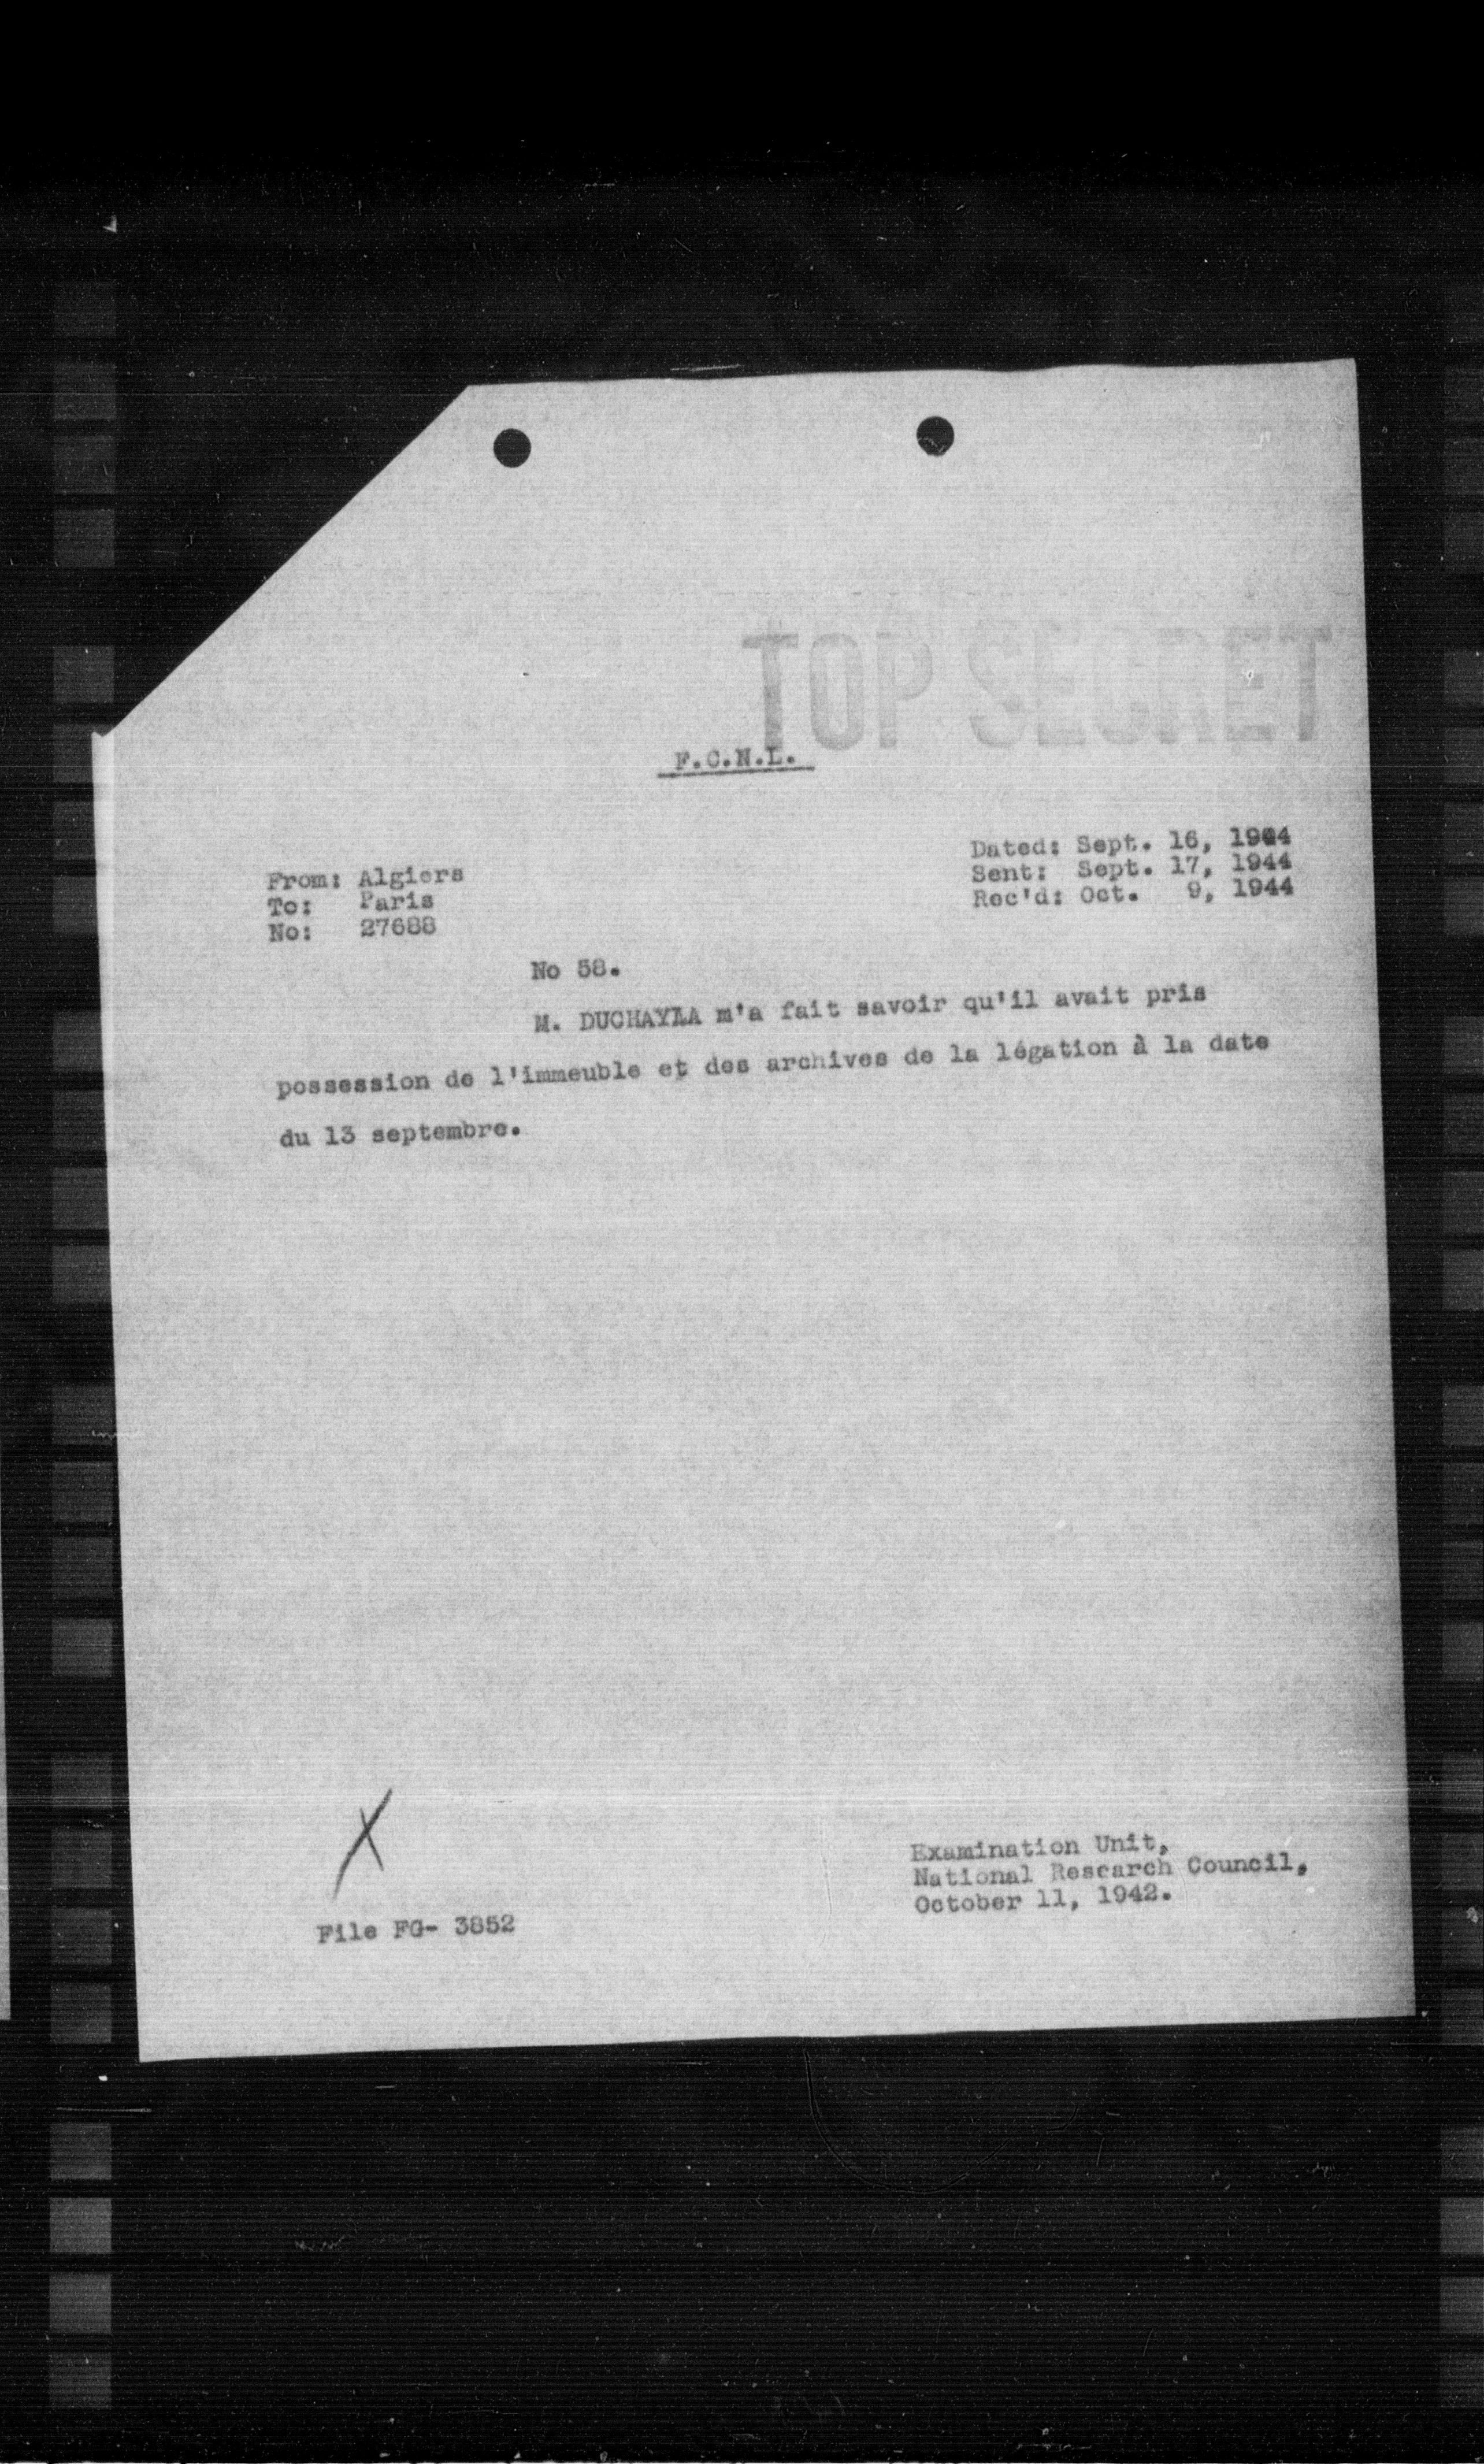 TOP SECRET
F.C.N.L.
From: Algiers
To: Paris
No: 27688
Dated: Sept. 16, 1944
Sent: Sept. 17, 1944
Rec'd: Oct. 9, 1944
No 58.
M. DUCHAYLA m'a fait savoir qu'il avait pris
possession de l'immeuble et des archives de la légation à la date
du 13 septembre.
X
File FG- 3852
Examination Unit,
National Research Council,
October 11, 1942.